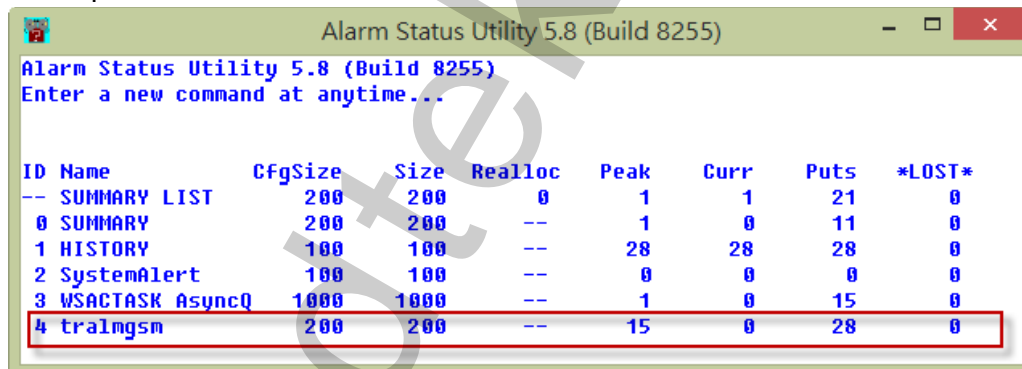 Alarm Status Utility 5.8 (Build 8255)
Alarm Status Utility 5.8 (Build 8255)
Enter a new command at anytime...
ID Name CfgSize Size Realloc Peak Curr Puts *LOST*
-- SUMMARY LIST 200 200 0 1 1 21 0
0 SUMMARY 200 200 -- 1 0 11 0
1 HISTORY 100 100 -- 28 28 28 0
2 SystemAlert 100 100 -- 0 0 0 0
3 WSACTASK AsyncQ 1000 1000 -- 1 0 15 0
4 tralmgsm 200 200 -- 15 0 28 0